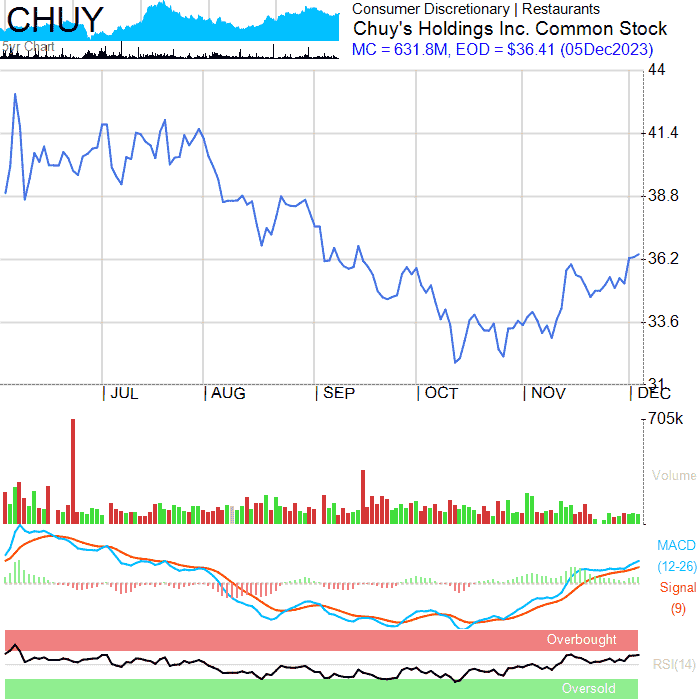 CHUY
5yr Chart
Consumer Discretionary | Restaurants
Chuy's Holdings Inc. Common Stock
MC = 631.8M, EOD = $36.41 (05Dec2023)
44
41.4
38.8
36.2
33.6
31
| JUL | AUG | SEP | OCT | NOV | DEC
705k
Volume
MACD
(12-26)
Signal
(9)
Overbought
RSI(14)
Oversold